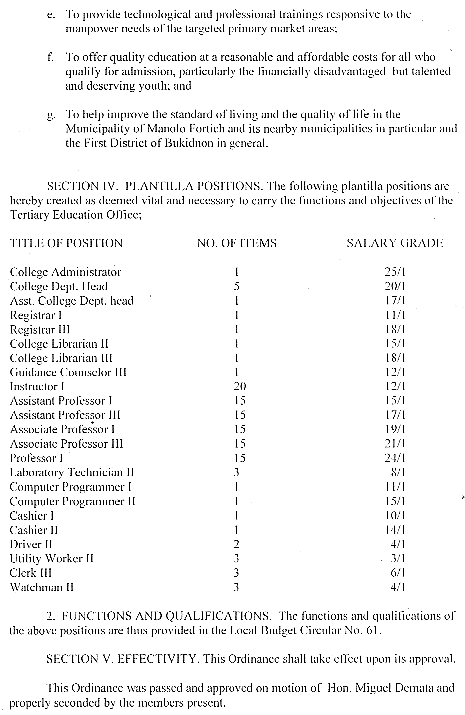 e. To provide technological and professional trainings responsive to the
manpower needs of the targeted primary market areas;
f. To offer quality education at a reasonable and affordable costs for all who
qualify for admission, particularly the financially disadvantaged but talented
and deserving youth; and
g. To help improve the standard of living and the quality of life in the
Municipality of Manolo Fortich and its nearby municipalities in particular and
the First District of Bukidnon in general.
SECTION IV. PLANTILLA POSITIONS. The following plantilla positions are
hereby created as deemed vital and necessary to carry the functions and objectives of the
Tertiary Education Office;
TITLE OF POSITION NO. OF ITEMS SALARY GRADE
College Administrator 1 25/1
College Dept. Head 5 20/1
Asst. College Dept. head 1 17/1
Registrar I 1 11/1
Registrar III 1 18/1
College Librarian II 1 15/1
College Librarian III 1 18/1
Guidance Counselor III 1 12/1
Instructor I 20 12/1
Assistant Professor I 15 15/1
Assistant Professor III 15 17/1
Associate Professor I 15 19/1
Associate Professor III 15 21/1
Professor I 15 24/1
Laboratory Technician II 3 8/1
Computer Programmer I 1 11/1
Computer Programmer II 1 15/1
Cashier I 1 10/1
Cashier II 1 14/1
Driver II 2 4/1
Utility Worker II 3 3/1
Clerk III 3 6/1
Watchman II 3 4/1
2. FUNCTIONS AND QUALIFICATIONS. The functions and qualifications of
the above positions are thus provided in the Local Budget Circular No. 61.
SECTION V. EFFECTIVITY. This Ordinance shall take effect upon its approval.
This Ordinance was passed and approved on motion of Hon. Miguel Demata and
properly seconded by the members present.